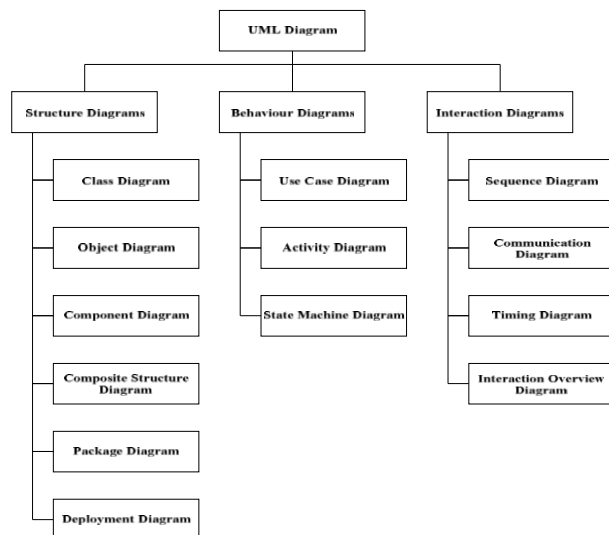 UML Diagram
Structure Diagrams
Behaviour Diagrams
Interaction Diagrams
Class Diagram
Use Case Diagram
Sequence Diagram
Object Diagram
Activity Diagram
Communication
Diagram
Component Diagram
State Machine Diagram
Timing Diagram
Composite Structure
Diagram
Interaction Overview
Diagram
Package Diagram
Deployment Diagram